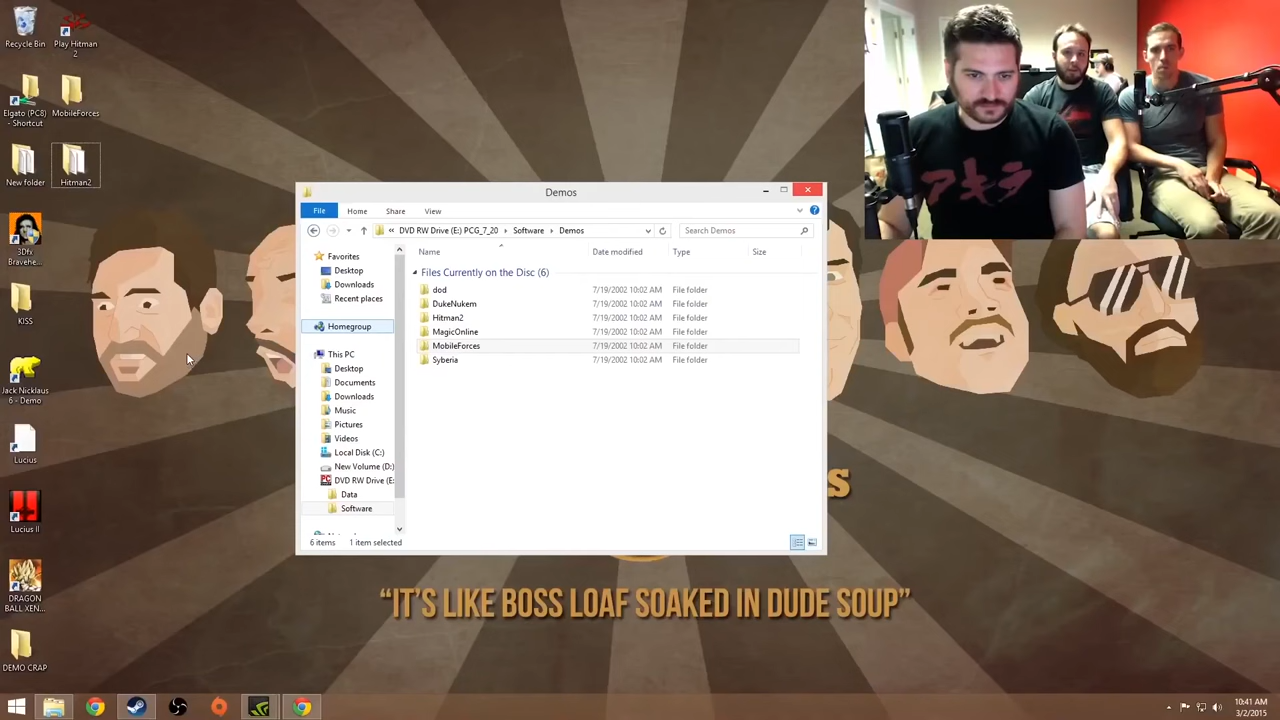 Recycle Bin
Play Hitman
2
Elgato (PC8)
- Shortcut
MobileForces
New folder
Hitman2
3Dfx
Bravehe...
KISS
Jack Nicklaus
6 - Demo
Lucius
Lucius II
DRAGON
BALL XEN...
DEMO CRAP
Demos
File
Home
Share
View
« DVD RW Drive (E:) PCG_7_20
Software
Demos
Search Demos
Name
Date modified
Type
Size
Favorites
Desktop
Downloads
Recent places
Homegroup
This PC
Desktop
Documents
Downloads
Music
Pictures
Videos
Local Disk (C:)
New Volume (D:)
DVD RW Drive (E:
Data
Software
Files Currently on the Disc (6)
dod 7/19/2002 10:02 AM File folder
DukeNukem 7/19/2002 10:02 AM File folder
Hitman2 7/19/2002 10:02 AM File folder
MagicOnline 7/19/2002 10:02 AM File folder
MobileForces 7/19/2002 10:02 AM File folder
Syberia 7/19/2002 10:02 AM File folder
6 items
1 item selected
アキラ
S
“IT’S LIKE BOSS LOAF SOAKED IN DUDE SOUP”
10:41 AM
3/2/2015